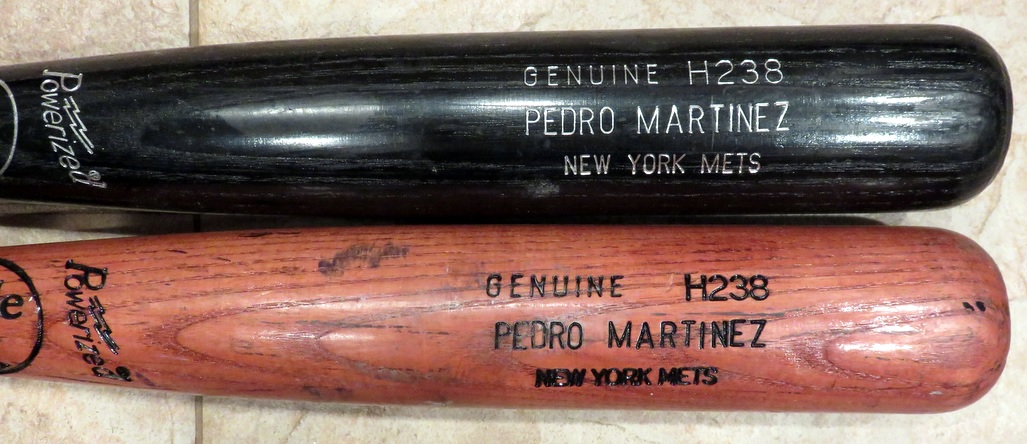 Powerized
GENUINE H238
PEDRO MARTINEZ
NEW YORK METS
e
Powerized
GENUINE H238
PEDRO MARTINEZ
NEW YORK METS